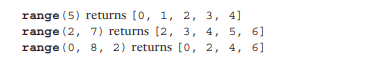 range(5) returns [0, 1, 2, 3, 4]
range(2, 7) returns [2, 3, 4, 5, 6]
range(0, 8, 2) returns [0, 2, 4, 6]